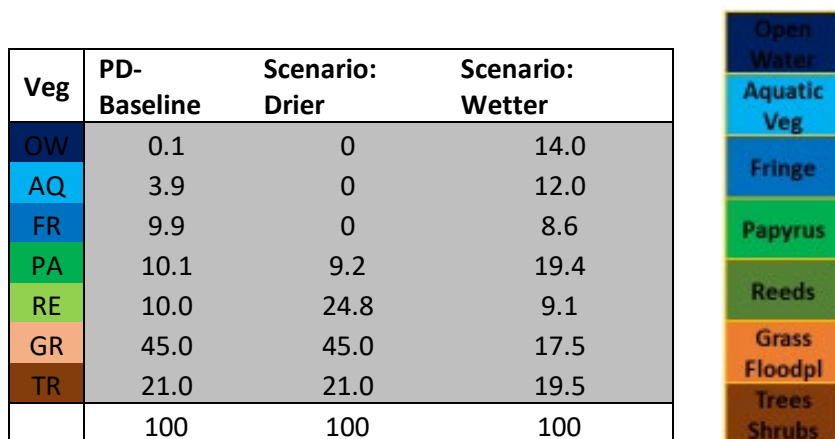 Veg PD-Baseline Scenario: Drier Scenario: Wetter
OW 0.1 0 14.0
AQ 3.9 0 12.0
FR 9.9 0 8.6
PA 10.1 9.2 19.4
RE 10.0 24.8 9.1
GR 45.0 45.0 17.5
TR 21.0 21.0 19.5
100 100 100
Open
Water
Aquatic
Veg
Fringe
Papyrus
Reeds
Grass
Floodpl
Trees
Shrubs